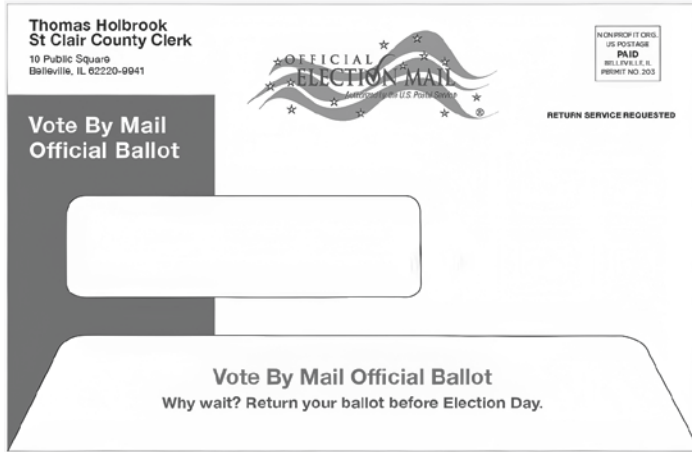 Thomas Holbrook
St Clair County Clerk
10 Public Square
Belleville, IL 62220-9941
OFFICIAL
ELECTION MAIL
Authorized by the U.S. Postal Service
®
NONPROFIT ORG.
US POSTAGE
PAID
BELLEVILLE, IL
PERMIT NO. 203
RETURN SERVICE REQUESTED
Vote By Mail
Official Ballot
Vote By Mail Official Ballot
Why wait? Return your ballot before Election Day.